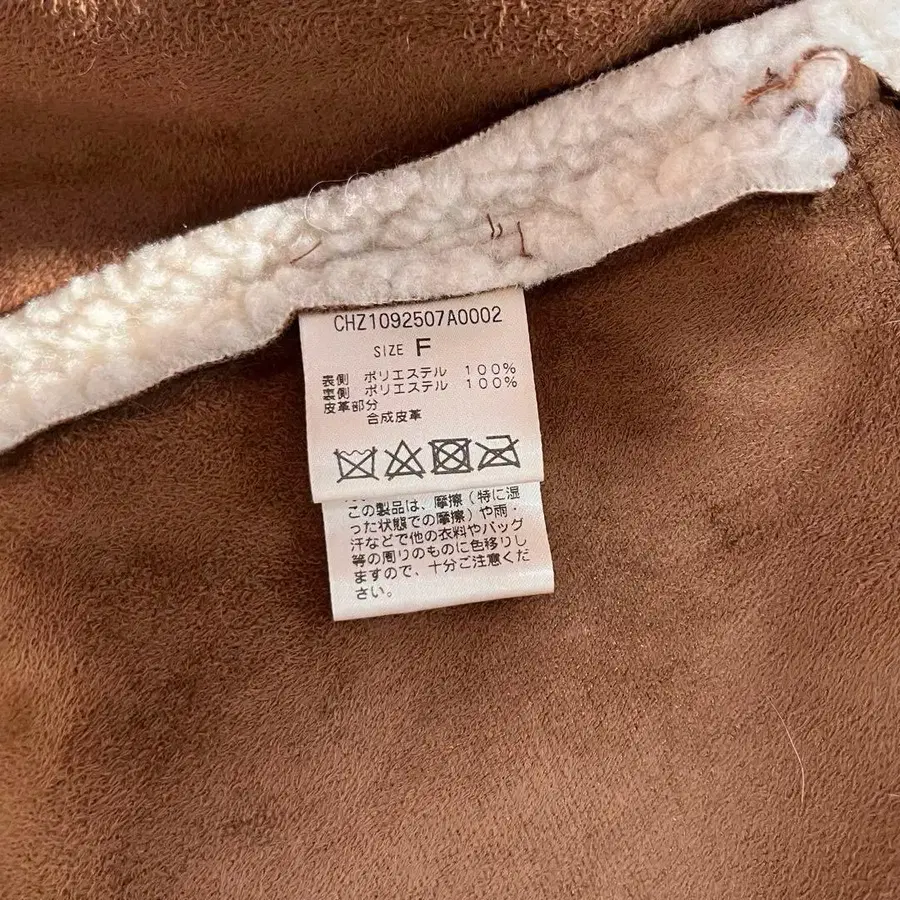 CHZ1092507A0002
SIZE F
表側 ポリエステル 100%
裏側 ポリエステル 100%
皮革部分
合成皮革
この製品は、摩擦(特に湿
った状態での摩擦)や雨・
汗などで他の衣料やバッグ
等の周りのものに色移りし
ますので、十分ご注意くだ
さい。